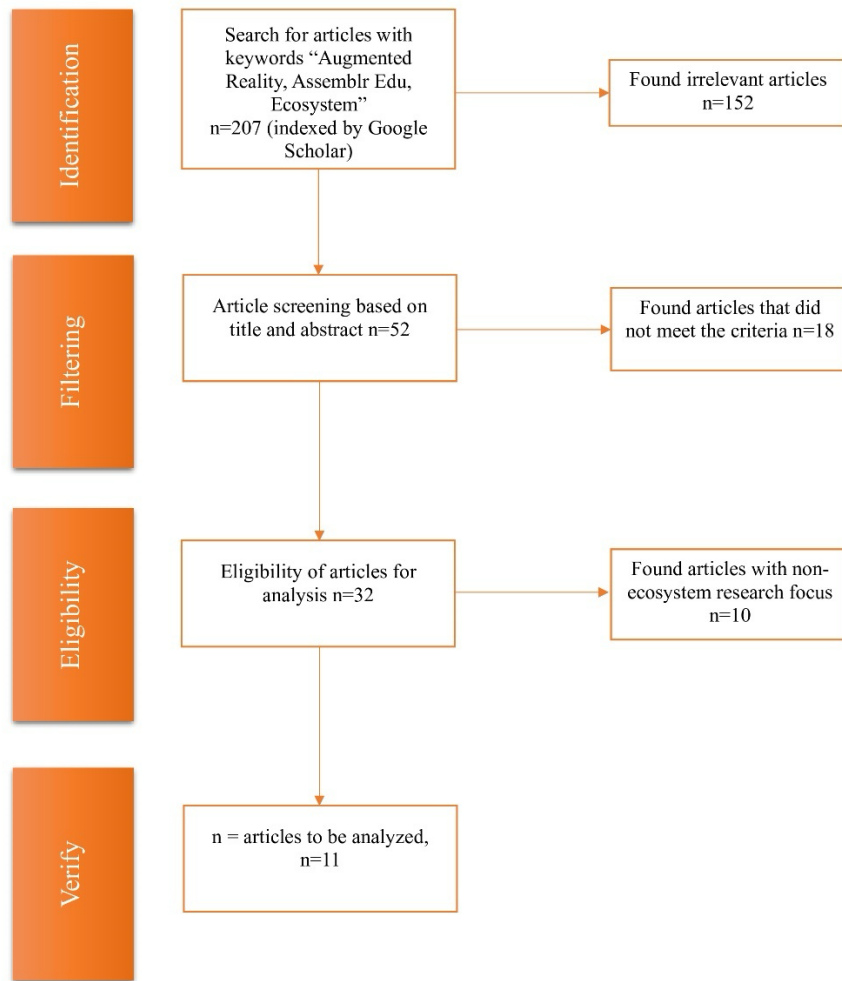 Identification
Search for articles with
keywords “Augmented
Reality, Assemblr Edu,
Ecosystem”
n=207 (indexed by Google
Scholar)
Found irrelevant articles
n=152
Filtering
Article screening based on
title and abstract n=52
Found articles that did
not meet the criteria n=18
Eligibility
Eligibility of articles for
analysis n=32
Found articles with non-
ecosystem research focus
n=10
Verify
n = articles to be analyzed,
n=11